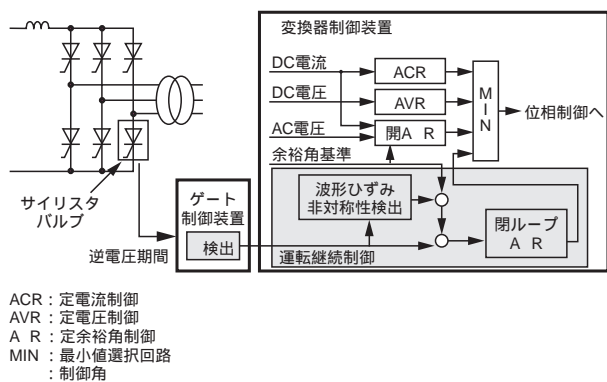 変換器制御装置
DC電流
DC電圧
AC電圧
ACR
AVR
開A R
MIN
位相制御へ
余裕角基準
波形ひずみ
非対称性検出
閉ループ
A R
運転継続制御
サイリスタ
バルブ
逆電圧期間
ゲート
制御装置
検出
ACR：定電流制御
AVR：定電圧制御
A R：定余裕角制御
MIN：最小値選択回路
：制御角